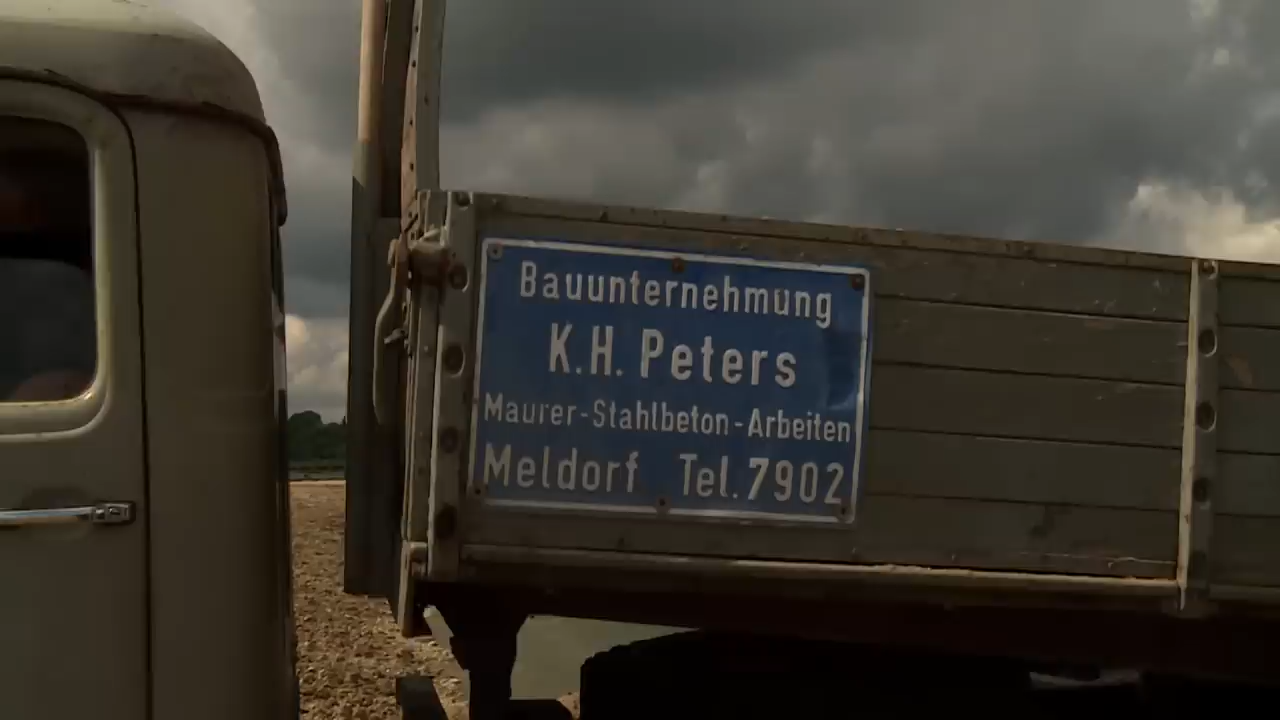 Bauunternehmung
K.H. Peters
Maurer-Stahlbeton-Arbeiten
Meldorf Tel.7902